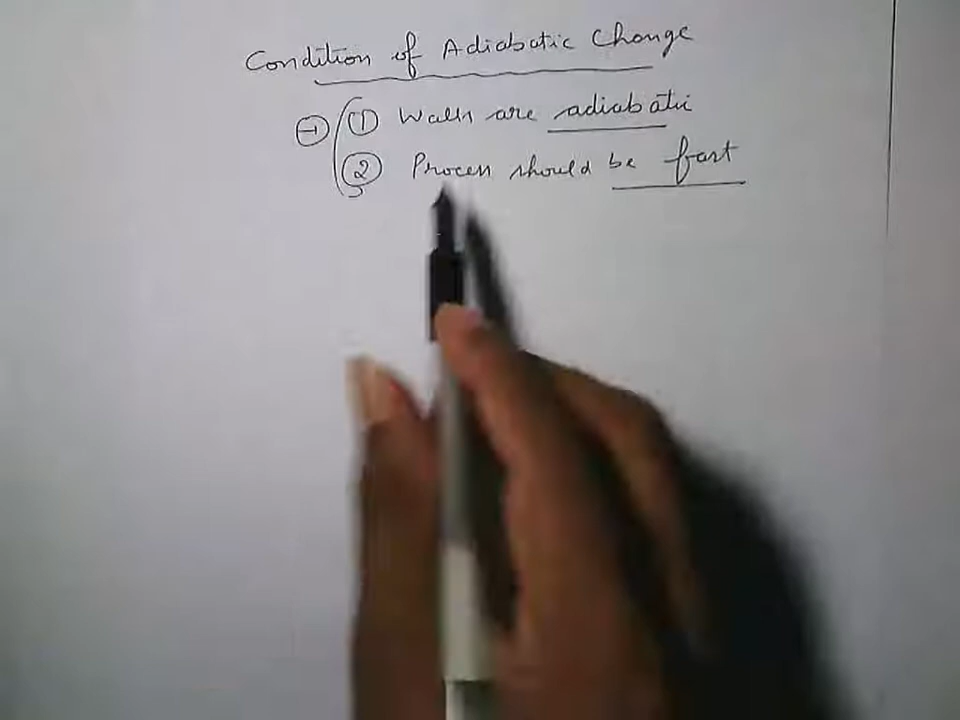 Condition of Adiabatic Change
→ ① Walls are adiabatic
② Process should be fast